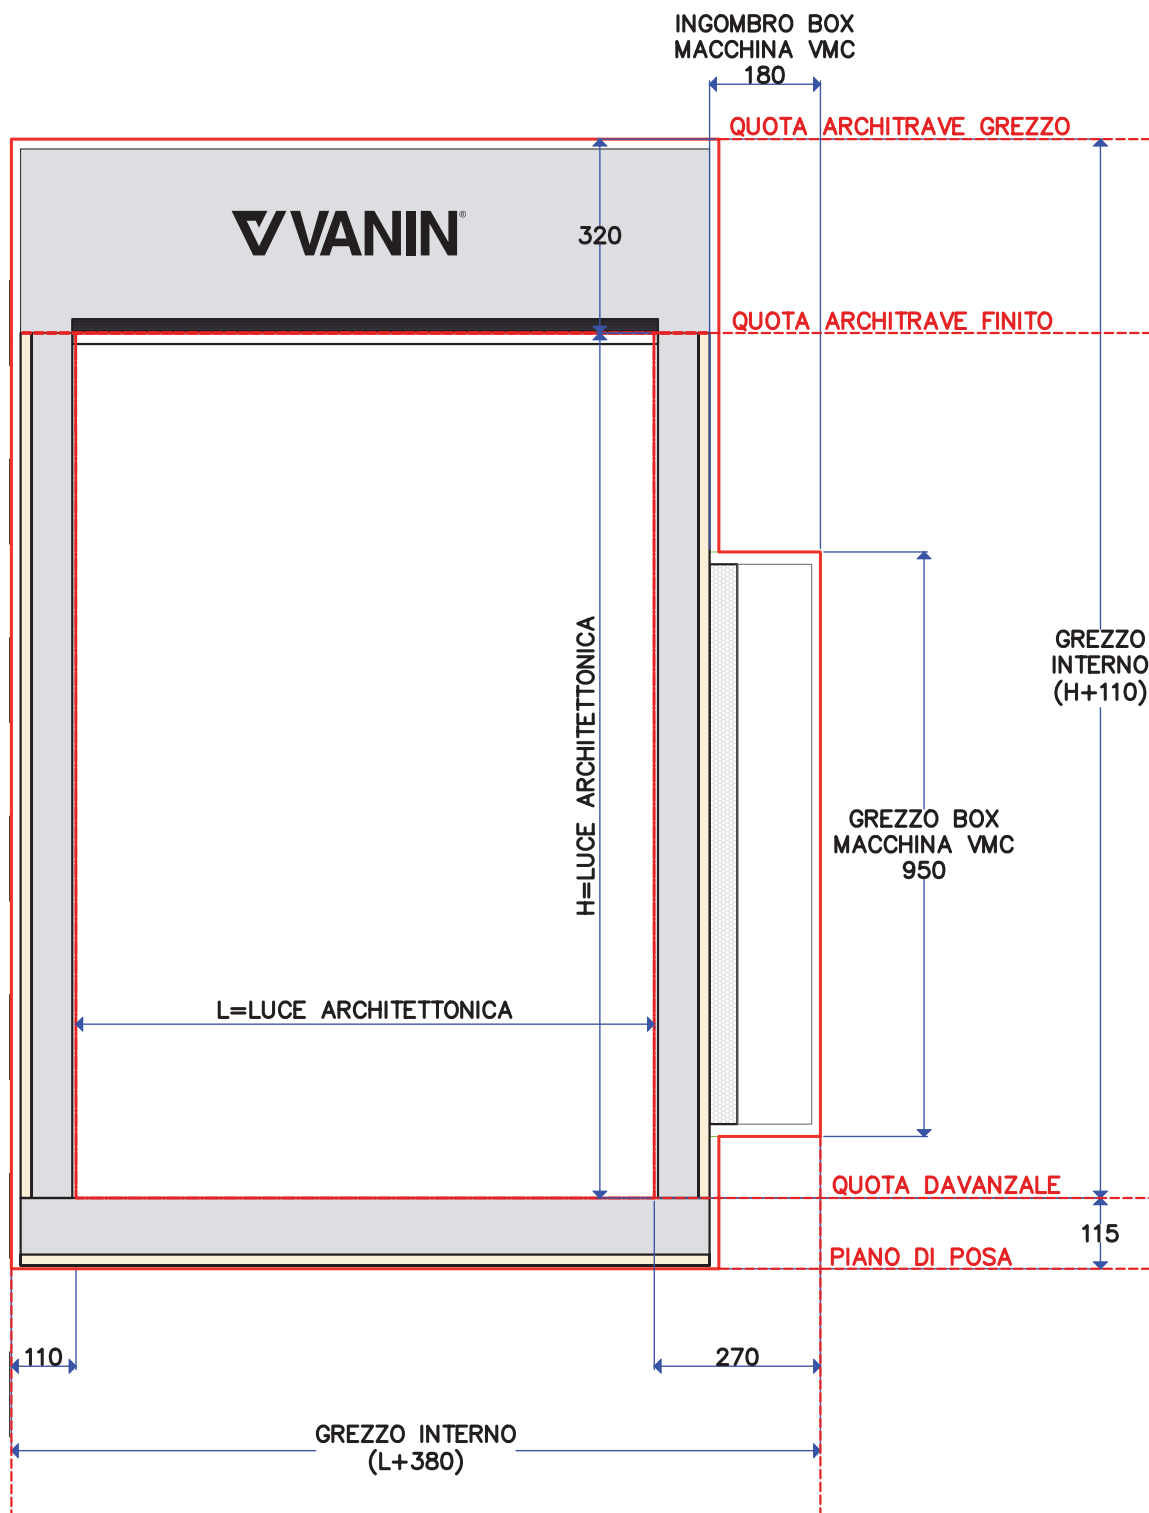 INGOMBRO BOX
MACCHINA VMC
180
QUOTA ARCHITRAVE GREZZO
VANIN®
320
QUOTA ARCHITRAVE FINITO
H=LUCE ARCHITETTONICA
GREZZO
INTERNO
(H+110)
GREZZO BOX
MACCHINA VMC
950
L=LUCE ARCHITETTONICA
QUOTA DAVANZALE
115
PIANO DI POSA
110
270
GREZZO INTERNO
(L+380)